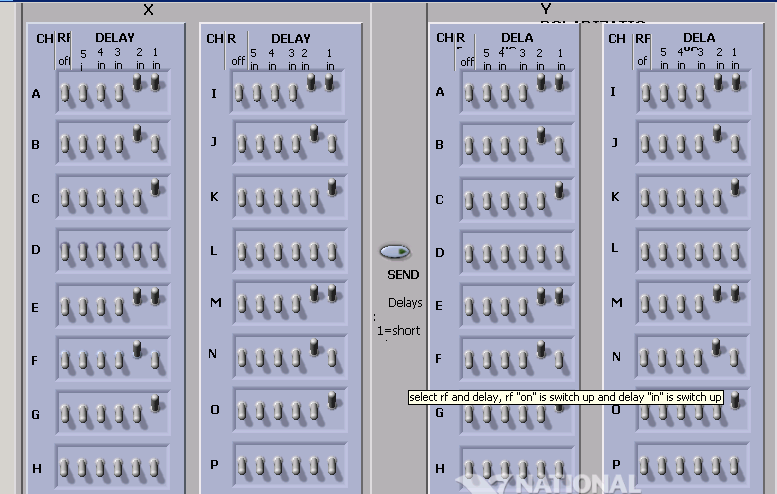 X
CH RF DELAY
off 5 4 in 3 in 2 in 1 in
A
B
C
D
E
F
G
H
CH R DELAY
off 5 in 4 in 3 in 2 in 1 in
I
J
K
L
M
N
O
P
SEND
Delays
1=short
Y
CH R DELA
off 5 in 4 in 3 in 2 in 1 in
A
B
C
D
E
F
G
H
CH RF DELA
off 5 in 4 in 3 in 2 in 1 in
I
J
K
L
M
N
O
P
select rf and delay, rf "on" is switch up and delay "in" is switch up
NATIONAL